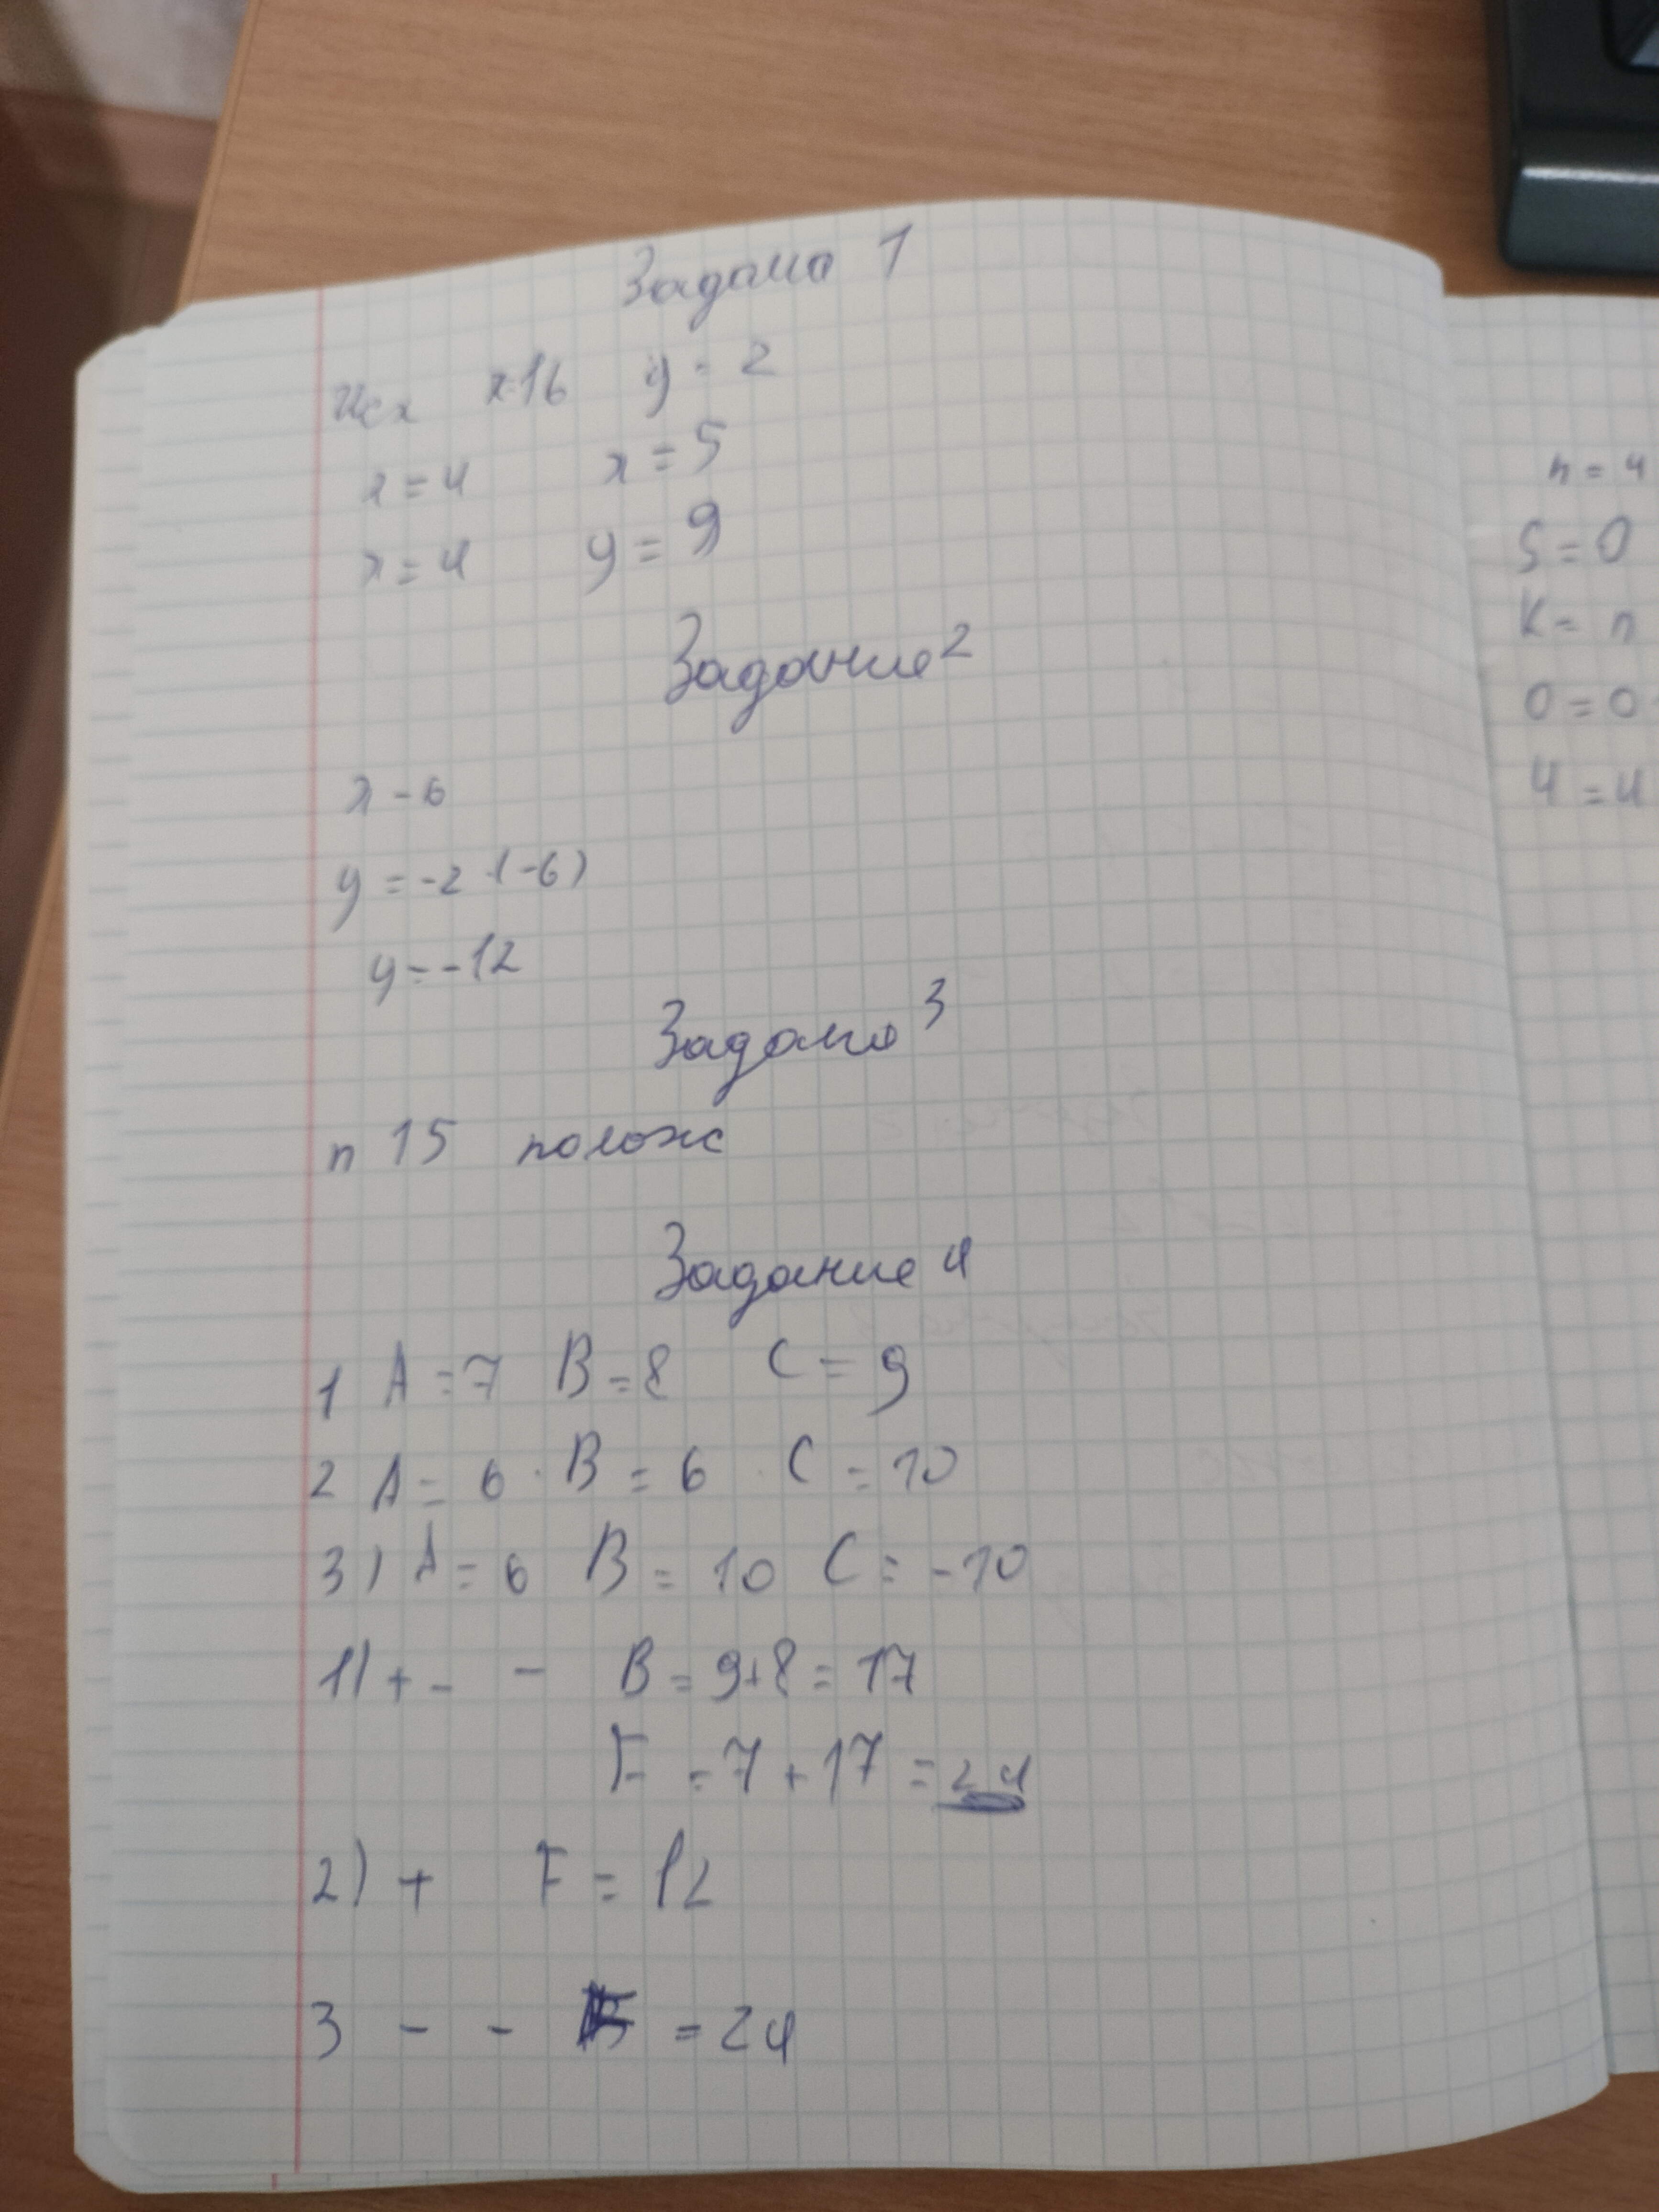 Задание 1
Исх x=16 y = 2
x = 4 x = 5
x = 4 y = 9
Задание 2
x - 6
y = -2 · (-6)
y = -12
Задание 3
n 15 полож
Задание 4
1 A = 7 B = 8 C = 9
2 A = 6 · B = 6 · C = 10
3) A = 6 B = 10 C = -10
1) + - - B = 9+8 = 17
F = 7 + 17 = 24
2) + F = 12
3 - - = 24
n = 4
S = 0
K = n
0 = 0
4 = 4